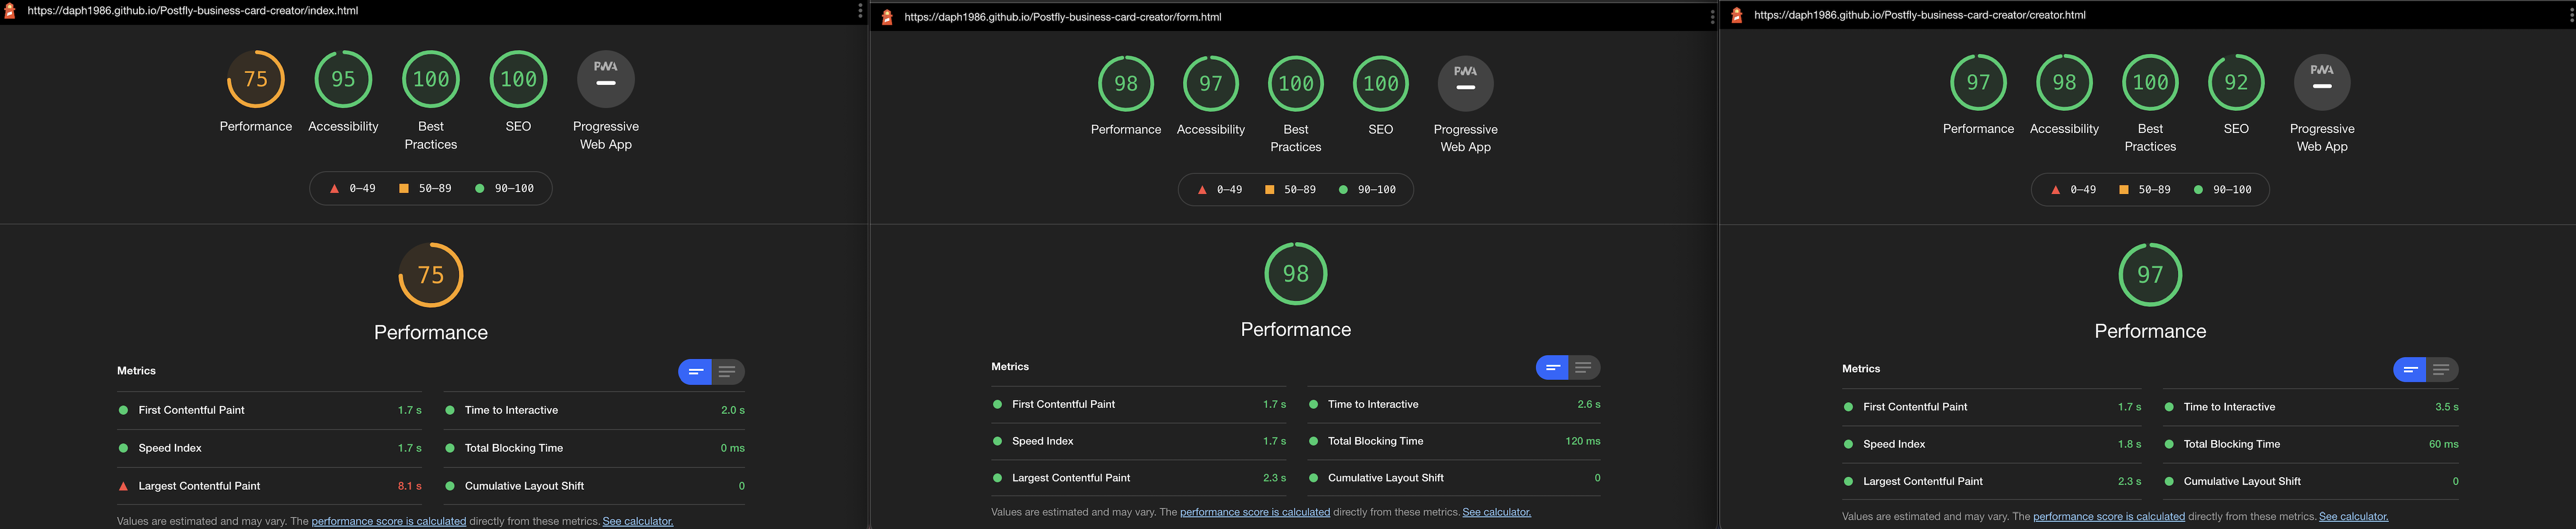 https://daph1986.github.io/Postfly-business-card-creator/index.html
75
95
100
100
PWA
Performance
Accessibility
Best Practices
SEO
Progressive Web App
0–49
50–89
90–100
75
Performance
Metrics
First Contentful Paint 1.7 s
Time to Interactive 2.0 s
Speed Index 1.7 s
Total Blocking Time 0 ms
Largest Contentful Paint 8.1 s
Cumulative Layout Shift 0
Values are estimated and may vary. The performance score is calculated directly from these metrics. See calculator.
https://daph1986.github.io/Postfly-business-card-creator/form.html
98
97
100
100
PWA
Performance
Accessibility
Best Practices
SEO
Progressive Web App
0–49
50–89
90–100
98
Performance
Metrics
First Contentful Paint 1.7 s
Time to Interactive 2.6 s
Speed Index 1.7 s
Total Blocking Time 120 ms
Largest Contentful Paint 2.3 s
Cumulative Layout Shift 0
Values are estimated and may vary. The performance score is calculated directly from these metrics. See calculator.
https://daph1986.github.io/Postfly-business-card-creator/creator.html
97
98
100
92
PWA
Performance
Accessibility
Best Practices
SEO
Progressive Web App
0–49
50–89
90–100
97
Performance
Metrics
First Contentful Paint 1.7 s
Time to Interactive 3.5 s
Speed Index 1.8 s
Total Blocking Time 60 ms
Largest Contentful Paint 2.3 s
Cumulative Layout Shift 0
Values are estimated and may vary. The performance score is calculated directly from these metrics. See calculator.